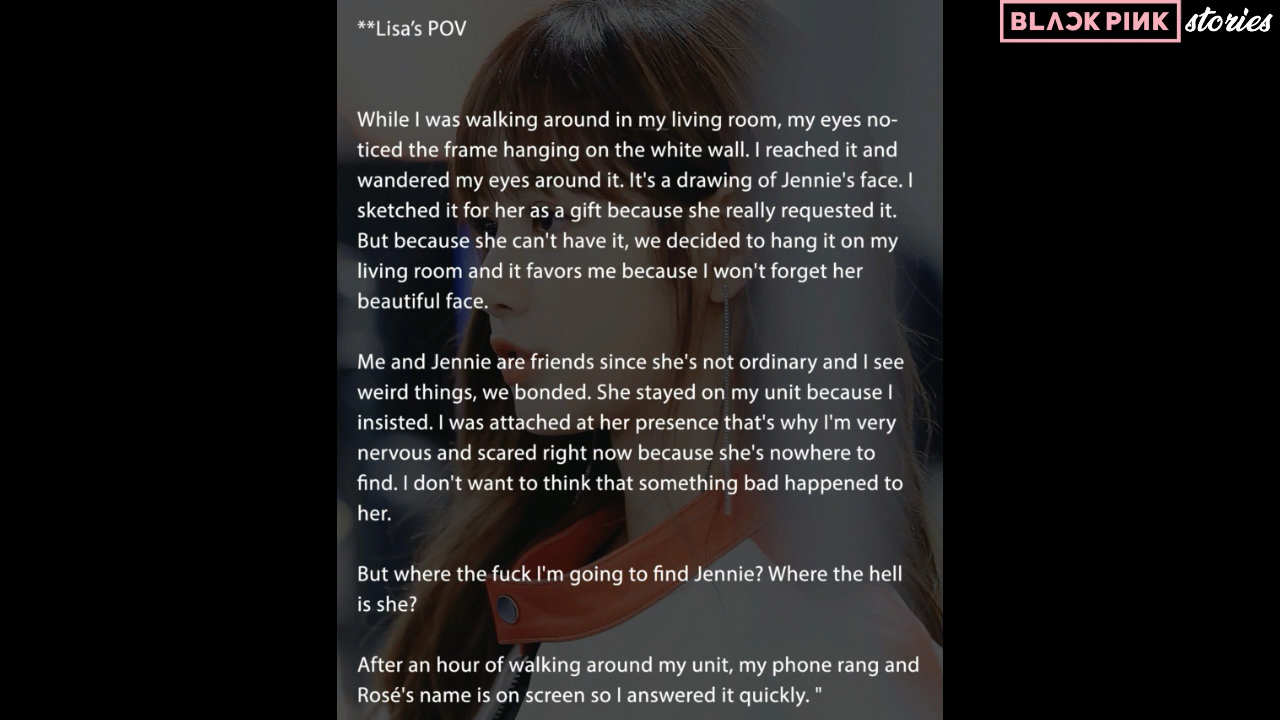 BLACKPINK stories
**Lisa’s POV
While I was walking around in my living room, my eyes no-
ticed the frame hanging on the white wall. I reached it and
wandered my eyes around it. It's a drawing of Jennie's face. I
sketched it for her as a gift because she really requested it.
But because she can't have it, we decided to hang it on my
living room and it favors me because I won't forget her
beautiful face.
Me and Jennie are friends since she's not ordinary and I see
weird things, we bonded. She stayed on my unit because I
insisted. I was attached at her presence that's why I'm very
nervous and scared right now because she's nowhere to
find. I don't want to think that something bad happened to
her.
But where the fuck I'm going to find Jennie? Where the hell
is she?
After an hour of walking around my unit, my phone rang and
Rosé's name is on screen so I answered it quickly. "